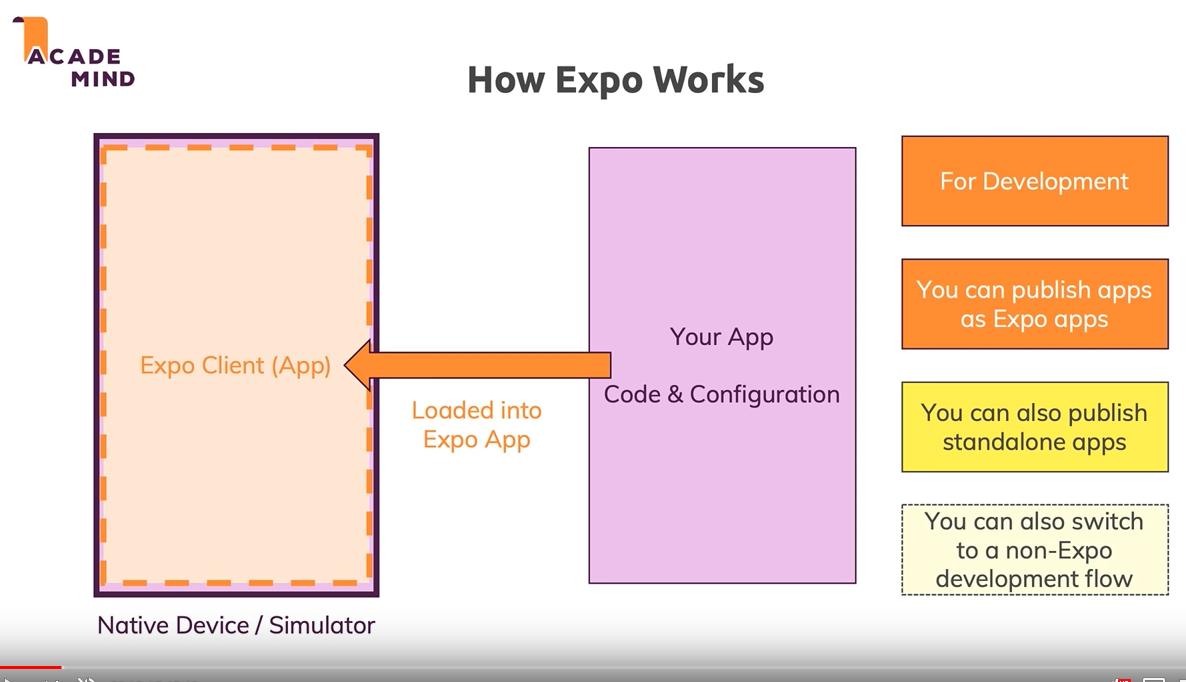 ACADE
MIND
How Expo Works
Expo Client (App)
Loaded into
Expo App
Your App
Code & Configuration
Native Device / Simulator
For Development
You can publish apps
as Expo apps
You can also publish
standalone apps
You can also switch
to a non-Expo
development flow